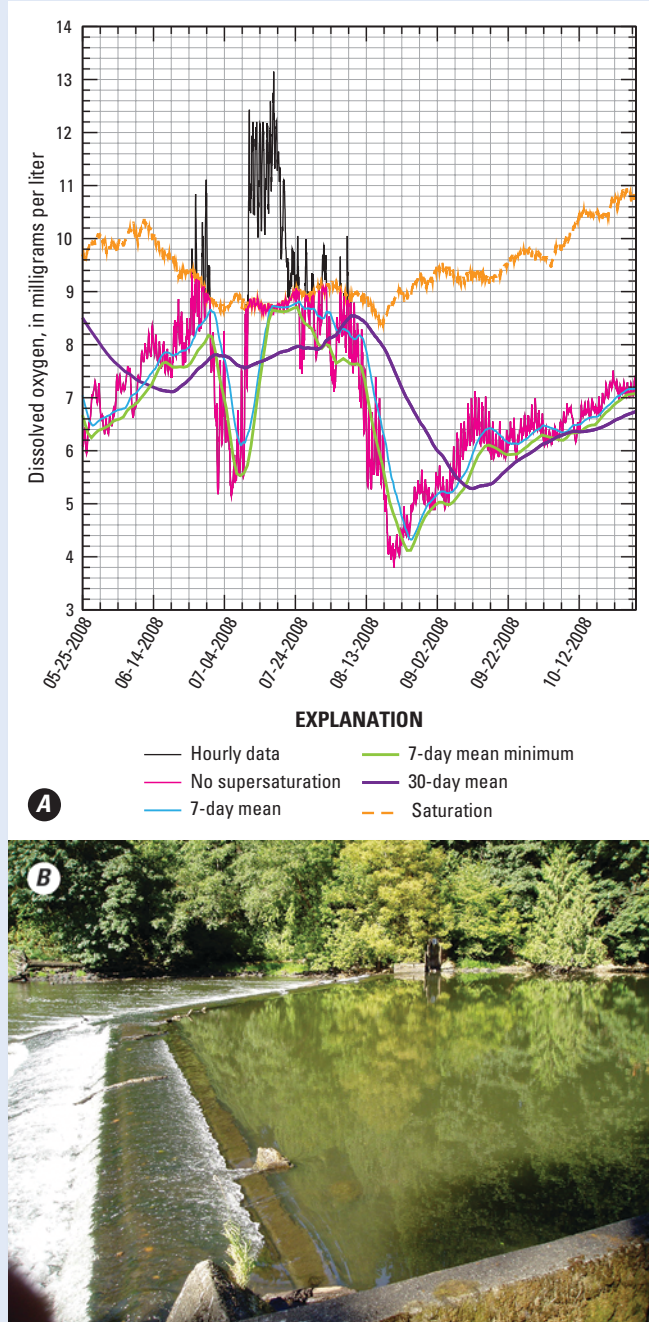 14
13
12
11
10
9
8
7
6
5
4
3
Dissolved oxygen, in milligrams per liter
05-25-2008
06-14-2008
07-04-2008
07-24-2008
08-13-2008
09-02-2008
09-22-2008
10-12-2008
EXPLANATION
Hourly data
No supersaturation
7-day mean
7-day mean minimum
30-day mean
Saturation
A
B